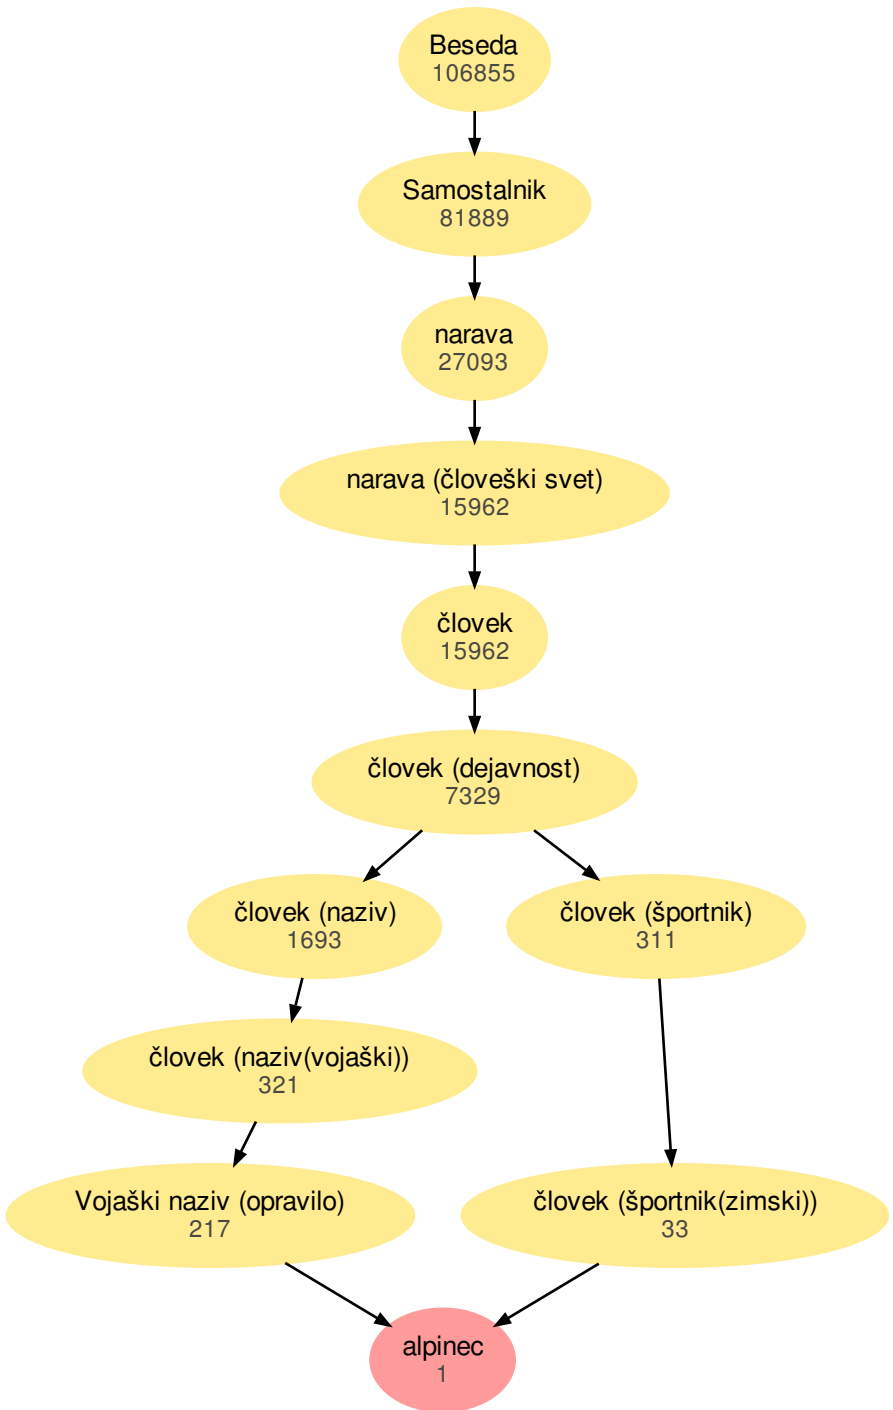 Beseda
106855
Samostalnik
81889
narava
27093
narava (človeški svet)
15962
človek
15962
človek (dejavnost)
7329
človek (naziv)
1693
človek (športnik)
311
človek (naziv(vojaški))
321
Vojaški naziv (opravilo)
217
človek (športnik(zimski))
33
alpinec
1